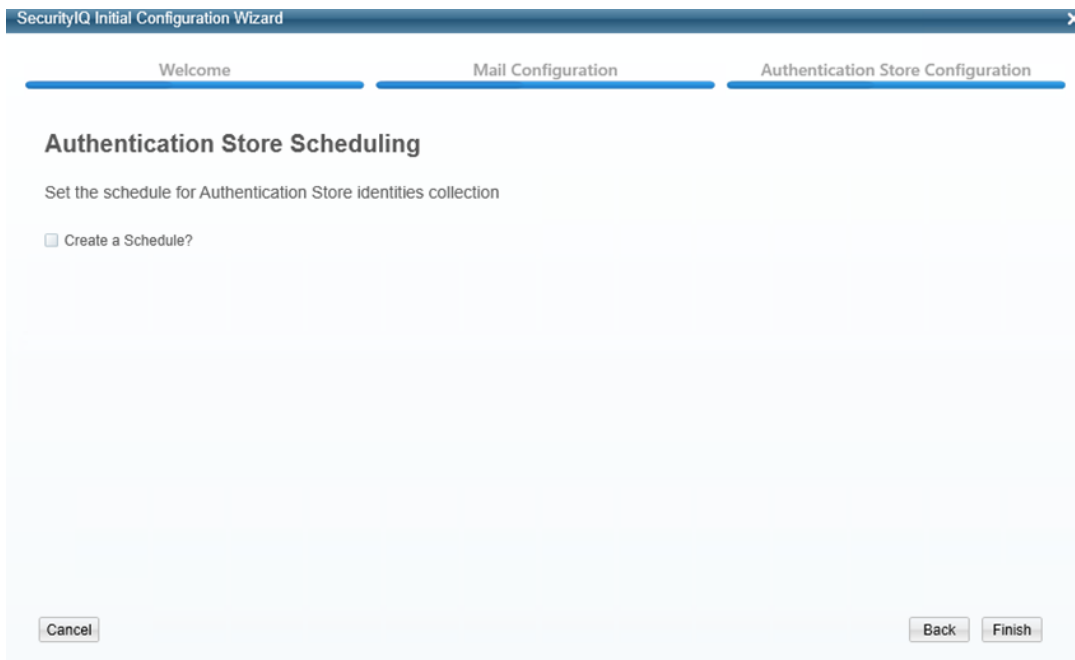 SecurityIQ Initial Configuration Wizard
Welcome
Mail Configuration
Authentication Store Configuration
Authentication Store Scheduling
Set the schedule for Authentication Store identities collection
Create a Schedule?
Cancel
Back
Finish